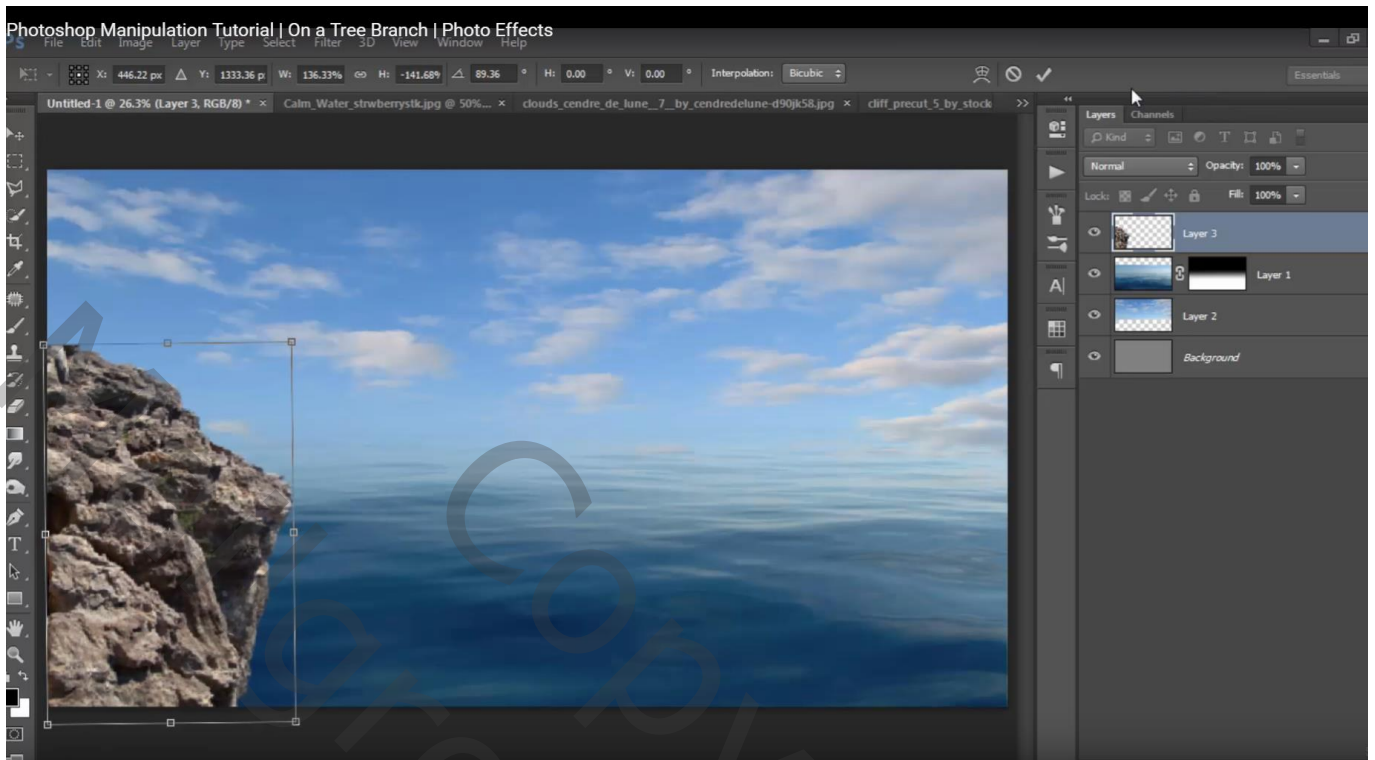 Photoshop Manipulation Tutorial | On a Tree Branch | Photo Effects
PS File Edit Image Layer Type Select Filter 3D View Window Help
X: 446.22 px Y: 1333.36 p W: 136.33% H: -141.68% 89.36 ° H: 0.00 ° V: 0.00 ° Interpolation: Bicubic Essentials
Untitled-1 @ 26.3% (Layer 3, RGB/8) * × Calm_Water_strwberrystk.jpg @ 50%... × clouds_cendre_de_lune__7__by_cendredelune-d90jk58.jpg × cliff_precut_5_by_stock >>
Layers Channels
Kind
Normal Opacity: 100%
Lock: Fill: 100%
Layer 3
Layer 1
Layer 2
Background
Copy